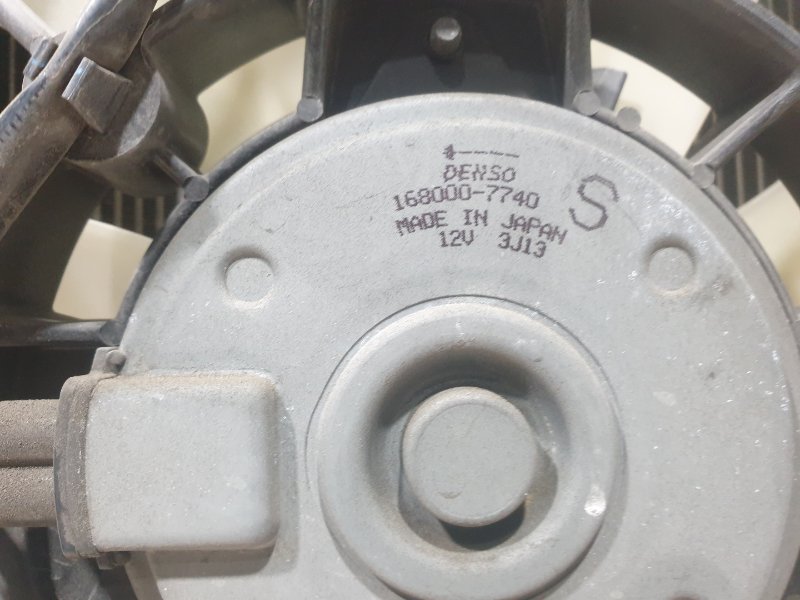 DENSO
168000-7740
S
MADE IN JAPAN
12V 3J13